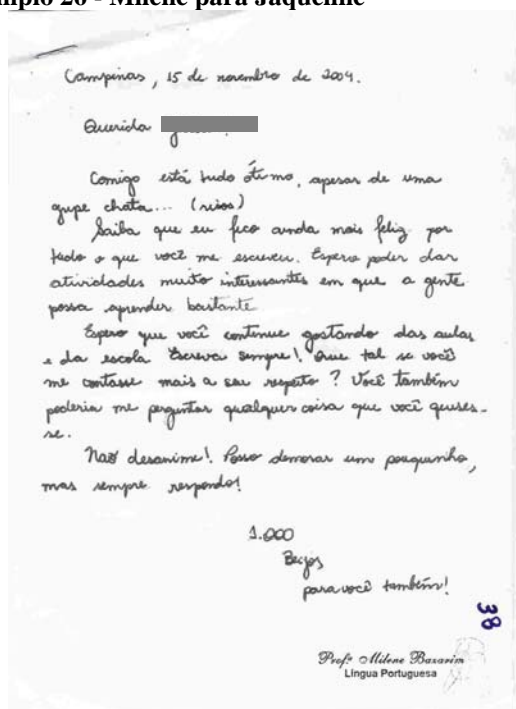 mplo 26 - Milene para Jaqueline
Campinas, 15 de novembro de 2004.
Querida
Comigo está tudo ótimo, apesar de uma
gripe chata... (risos)
Saiba que eu fico ainda mais feliz por
tudo o que você me escreveu. Espero poder dar
atividades muito interessantes em que a gente
possa aprender bastante
Espero que você continue gostando das aulas
e da escola Escreva sempre! Que tal se você
me contasse mais a seu respeito? Você também
poderia me perguntar qualquer coisa que você quises-
se.
Não desanime! Posso demorar um pouquinho,
mas sempre respondo!
1.000
Beijos
para você também!
38
Profª Milene Bazarim
Língua Portuguesa